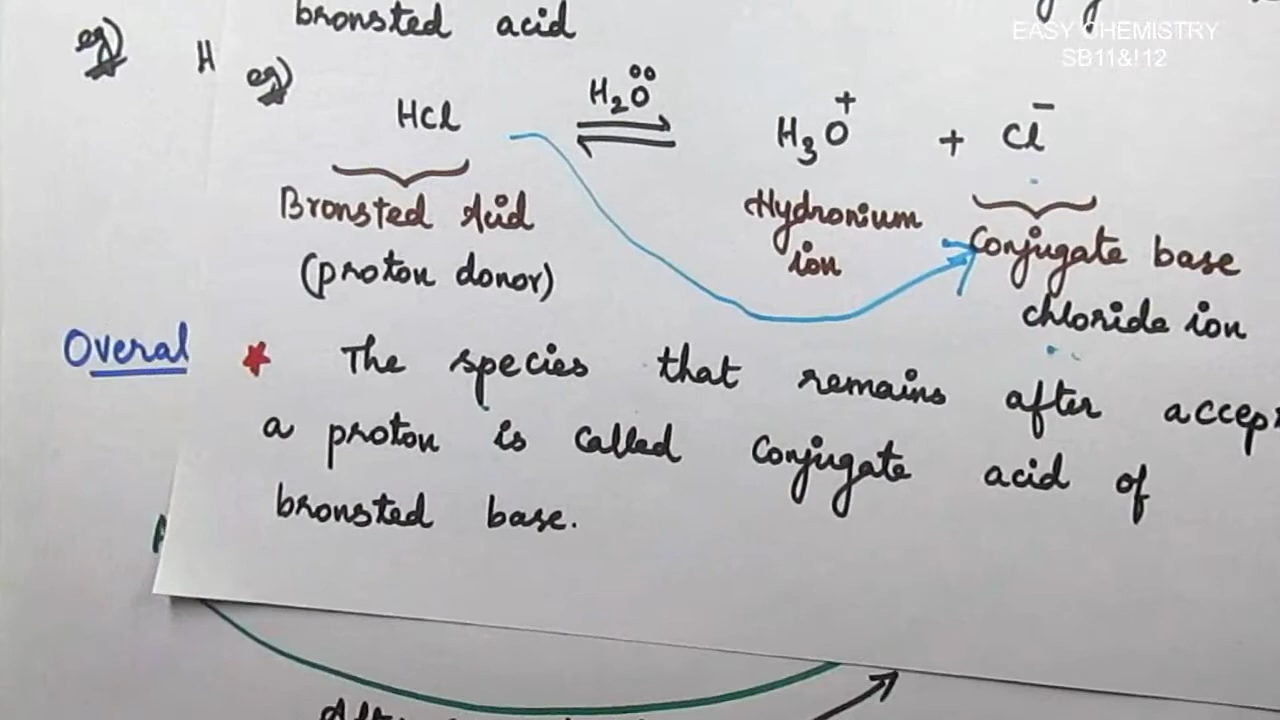 bronsted acid
EASY CHEMISTRY
SB11&!12
eg)
H
eg)
HCl ⇌ H₂O H₃O⁺ + Cl⁻
Bronsted Acid
(proton donor)
Hydronium
ion
Conjugate base
chloride ion
Overal
★ The species that remains after accep
a proton is called Conjugate acid of
bronsted base.